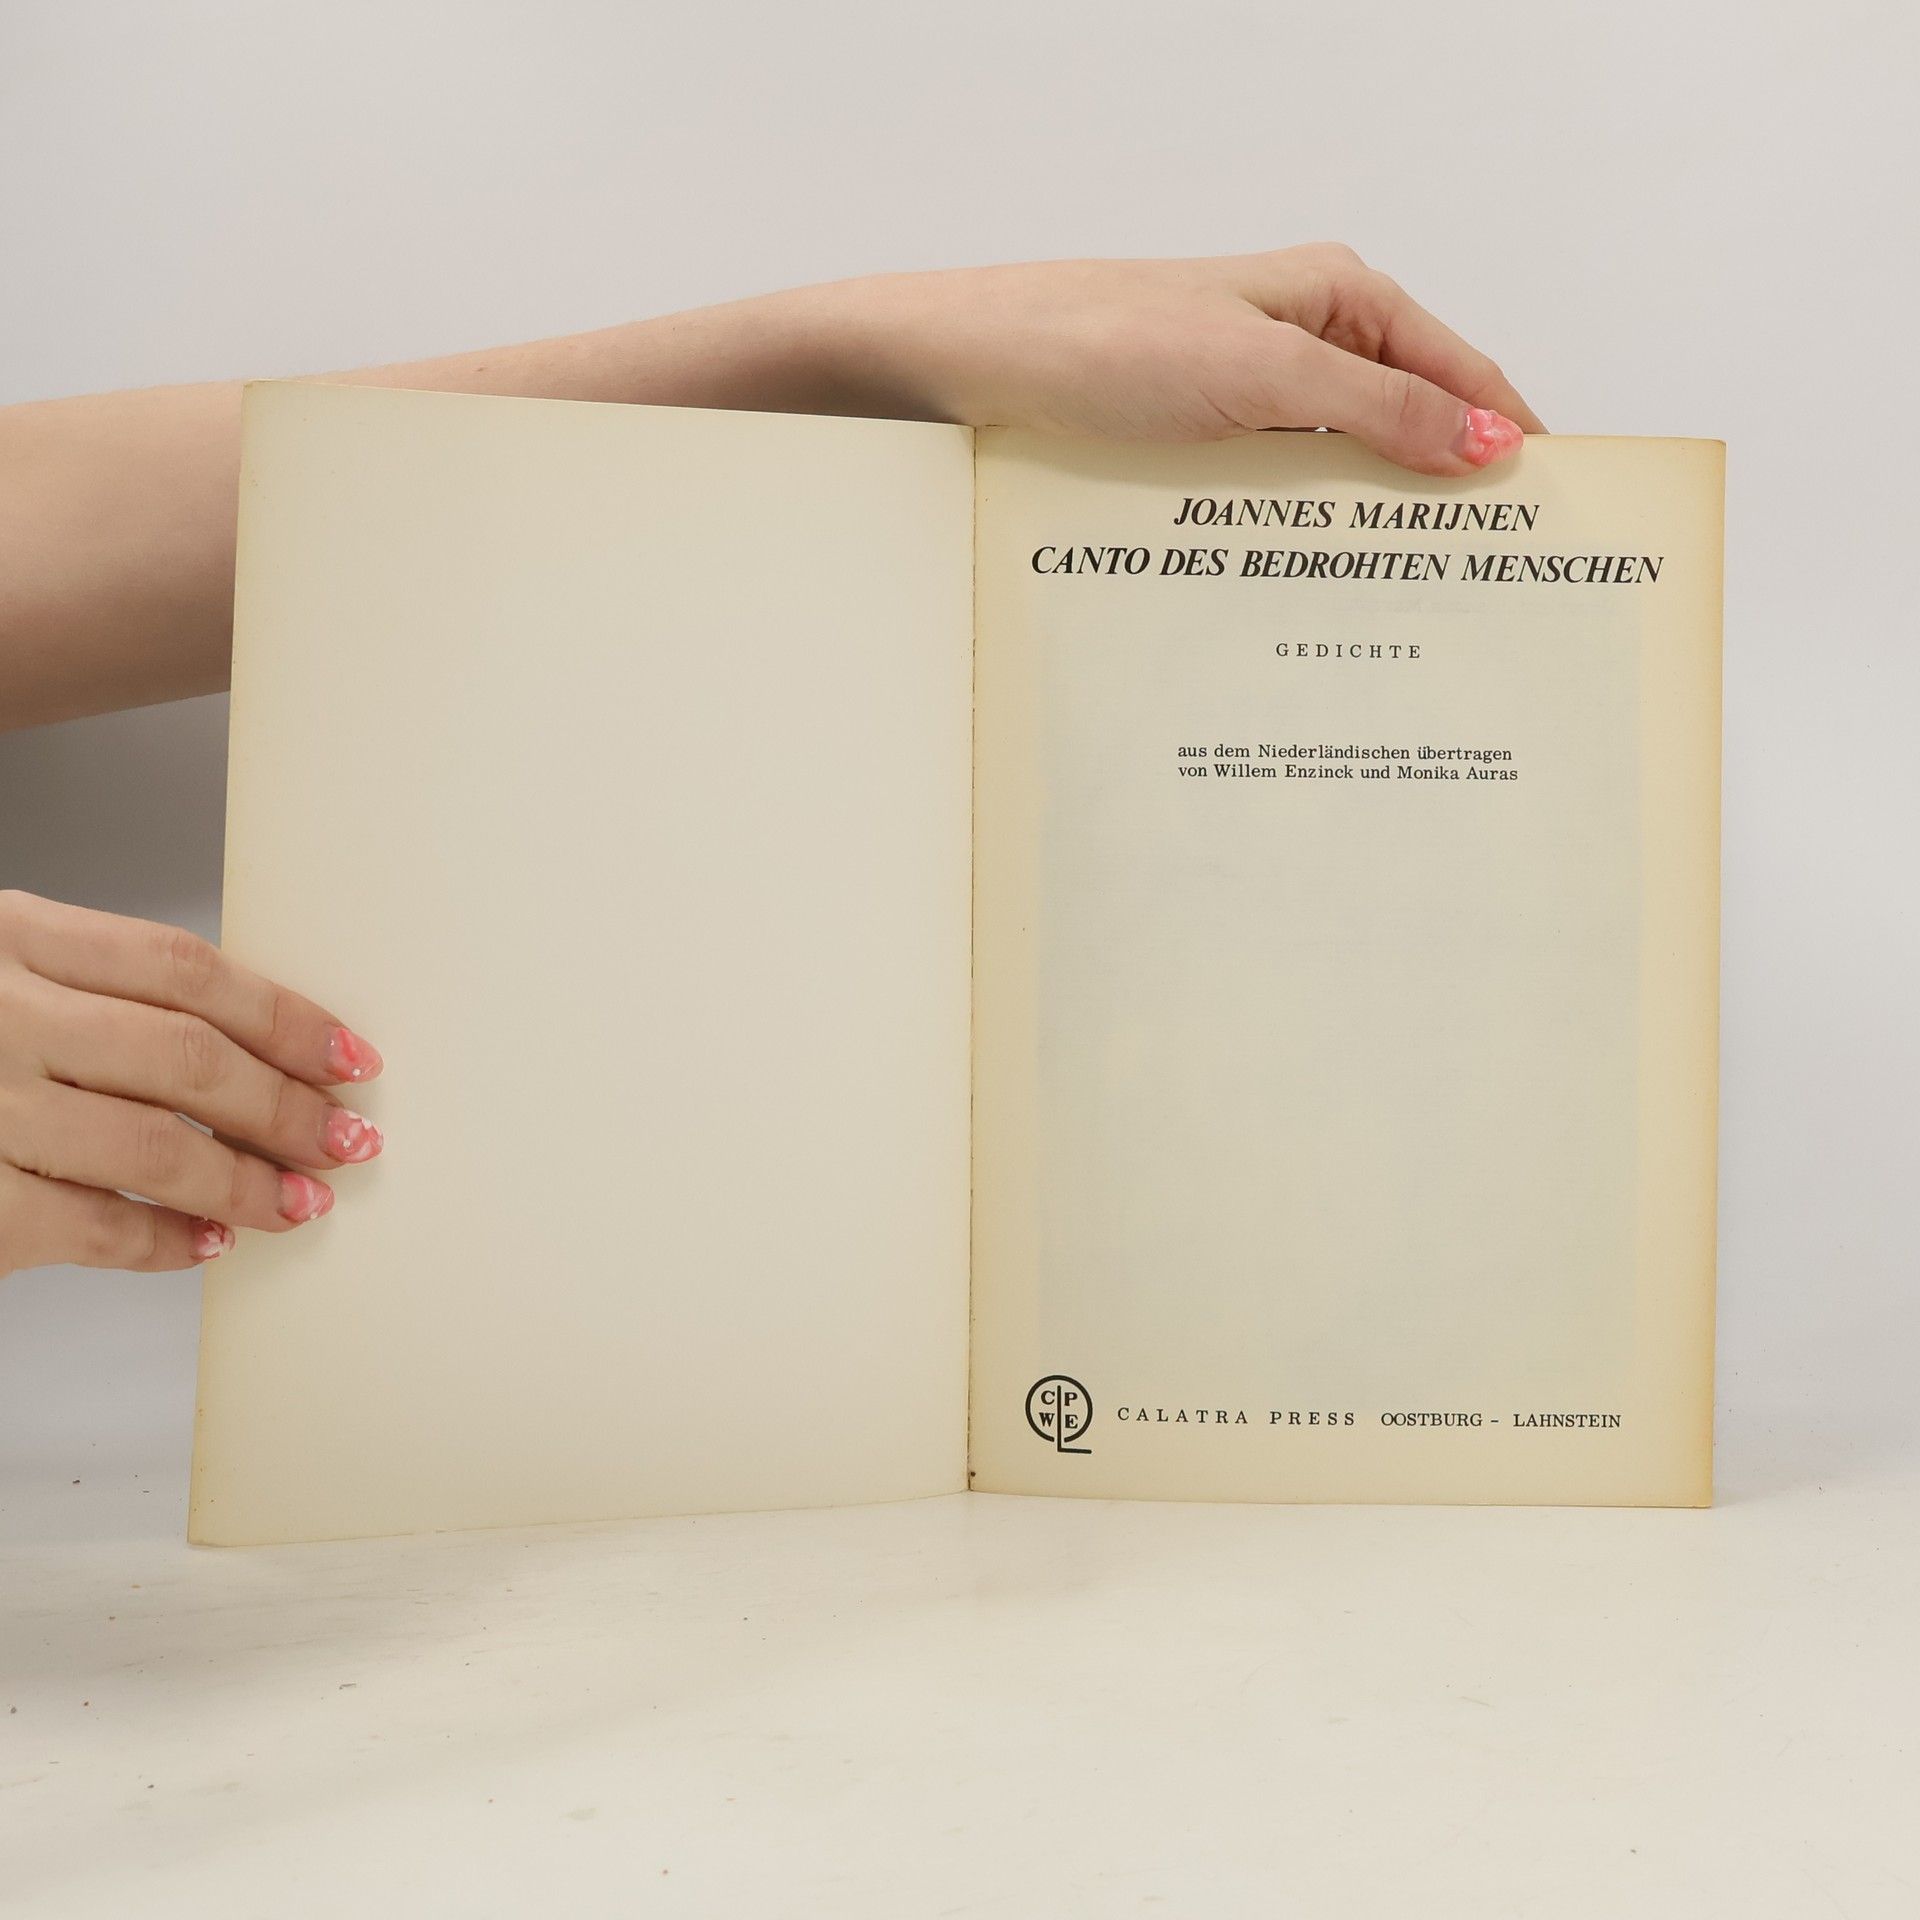 JOANNES MARIJNEN
CANTO DES BEDROHTEN MENSCHEN
GEDICHTE
aus dem Niederländischen übertragen
von Willem Enzinck und Monika Auras
C P
W E
L
CALATRA PRESS OOSTBURG - LAHNSTEIN